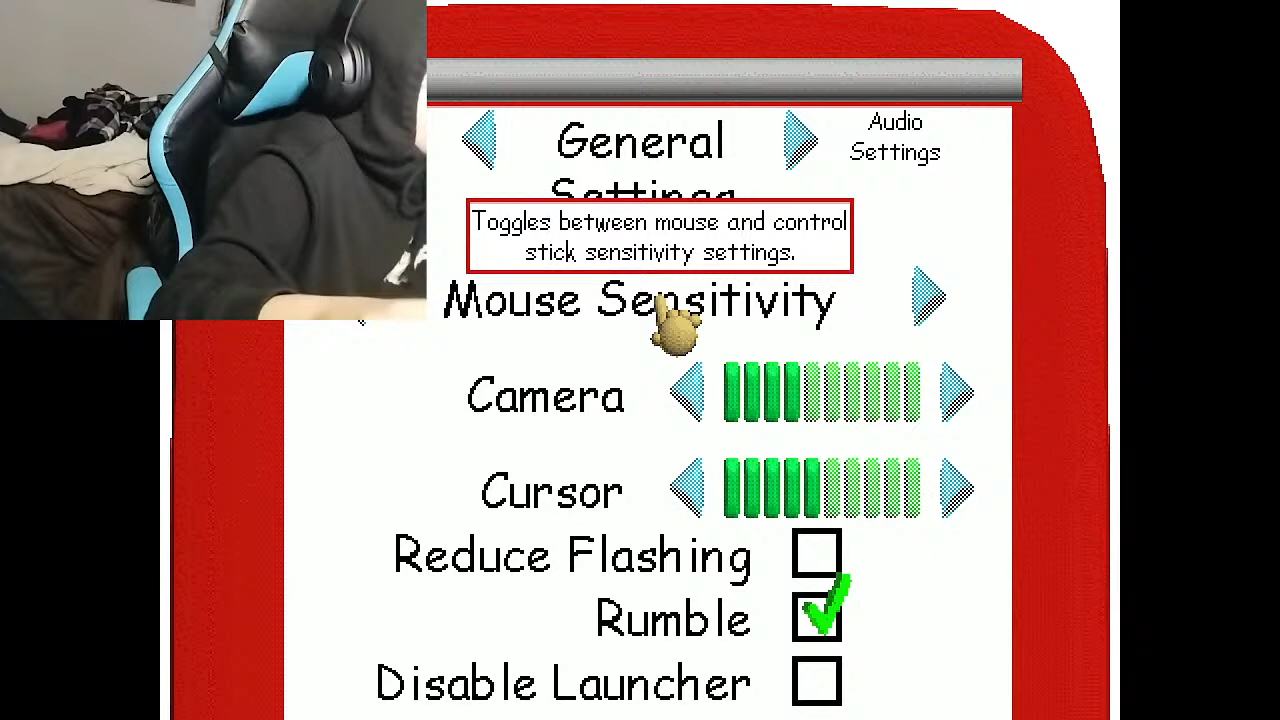 General
Settings
Audio
Settings
Toggles between mouse and control
stick sensitivity settings.
Mouse Sensitivity
Camera
Cursor
Reduce Flashing
Rumble
Disable Launcher